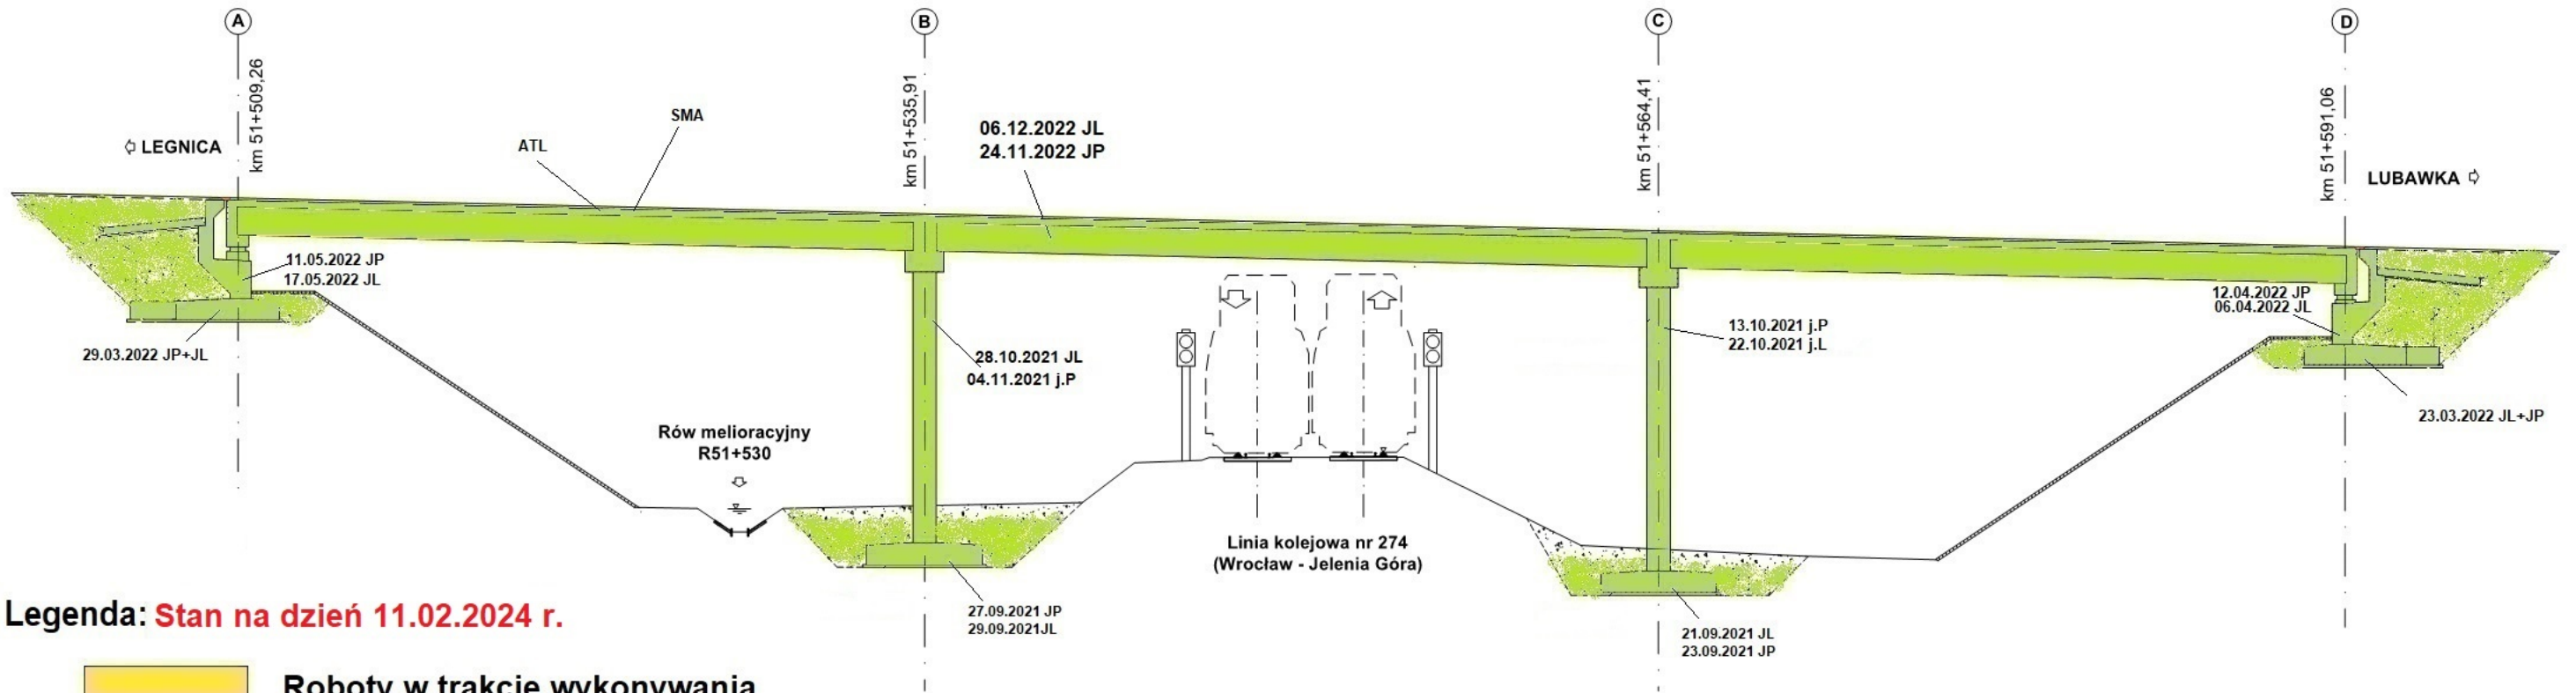 A
B
C
D
km 51+509,26
km 51+535,91
km 51+564,41
km 51+591,06
LEGNICA
ATL
SMA
06.12.2022 JL
24.11.2022 JP
LUBAWKA
11.05.2022 JP
17.05.2022 JL
29.03.2022 JP+JL
28.10.2021 JL
04.11.2021 j.P
13.10.2021 j.P
22.10.2021 j.L
12.04.2022 JP
06.04.2022 JL
23.03.2022 JL+JP
Rów melioracyjny
R51+530
Linia kolejowa nr 274
(Wrocław - Jelenia Góra)
27.09.2021 JP
29.09.2021JL
21.09.2021 JL
23.09.2021 JP
Legenda: Stan na dzień 11.02.2024 r.
Roboty w trakcie wykonywania